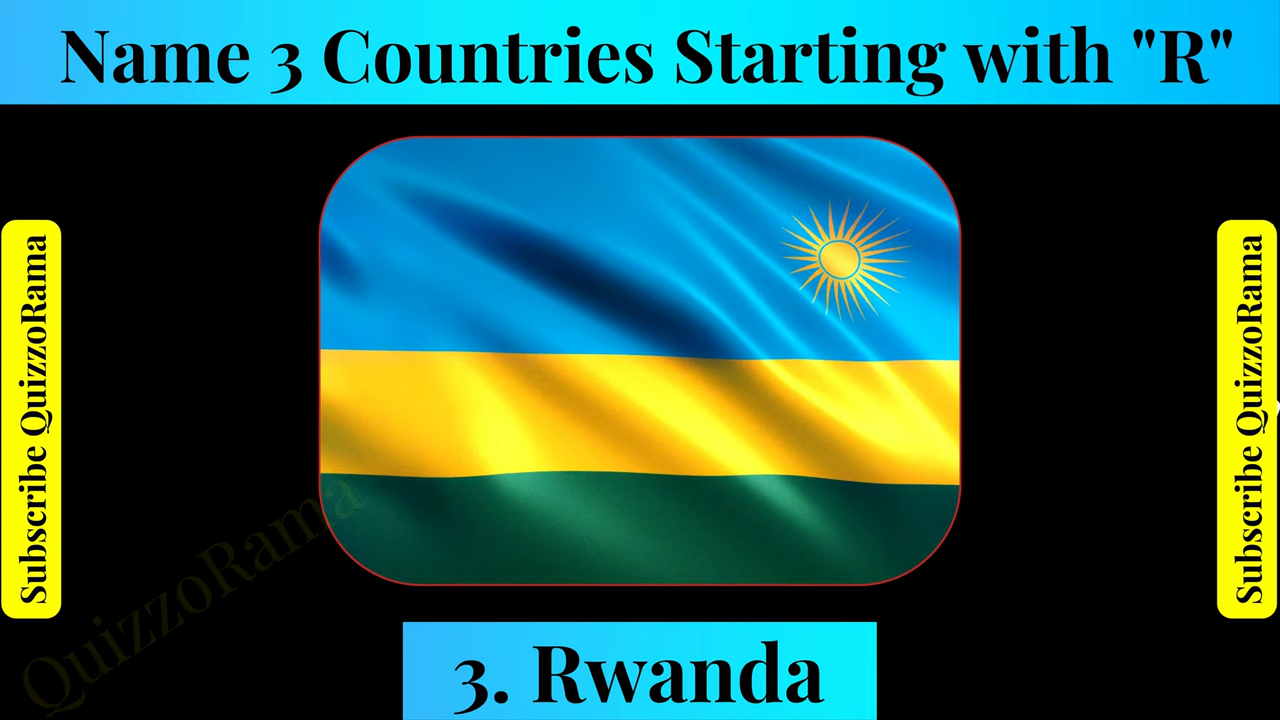 Name 3 Countries Starting with "R"
Subscribe QuizzoRama
Subscribe QuizzoRama
QuizzoRama
3. Rwanda